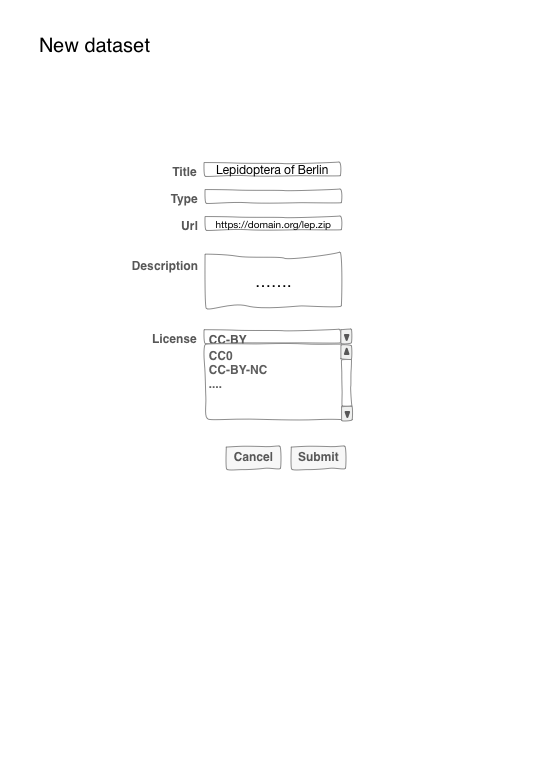 New dataset
Title Lepidoptera of Berlin
Type
Url https://domain.org/lep.zip
Description .......
License CC-BY
CC0
CC-BY-NC
....
Cancel Submit